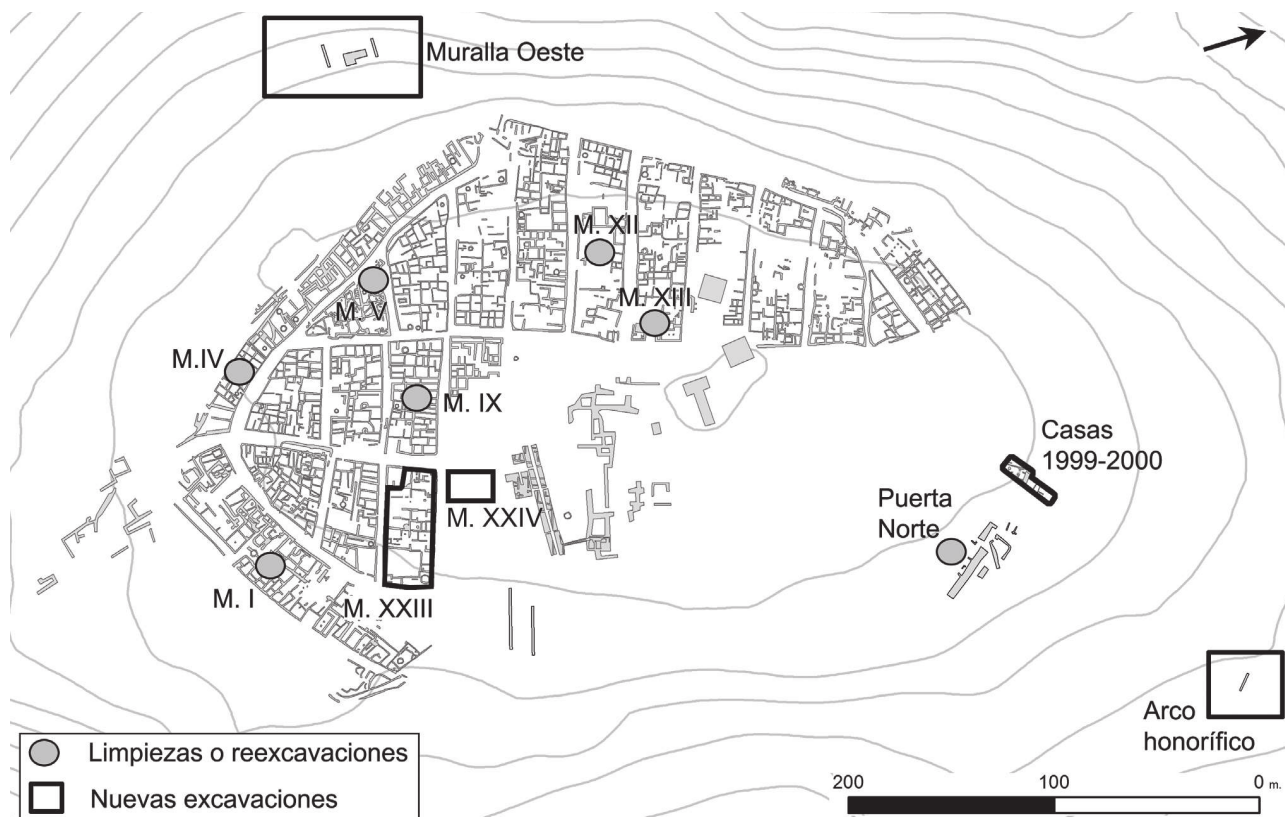 Muralla Oeste
M. XII
M. XIII
M. V
M.IV
M. IX
Casas
1999-2000
Puerta
Norte
M. XXIV
M. I
M. XXIII
Arco
honorífico
Limpiezas o reexcavaciones
Nuevas excavaciones
200 100 0 m.